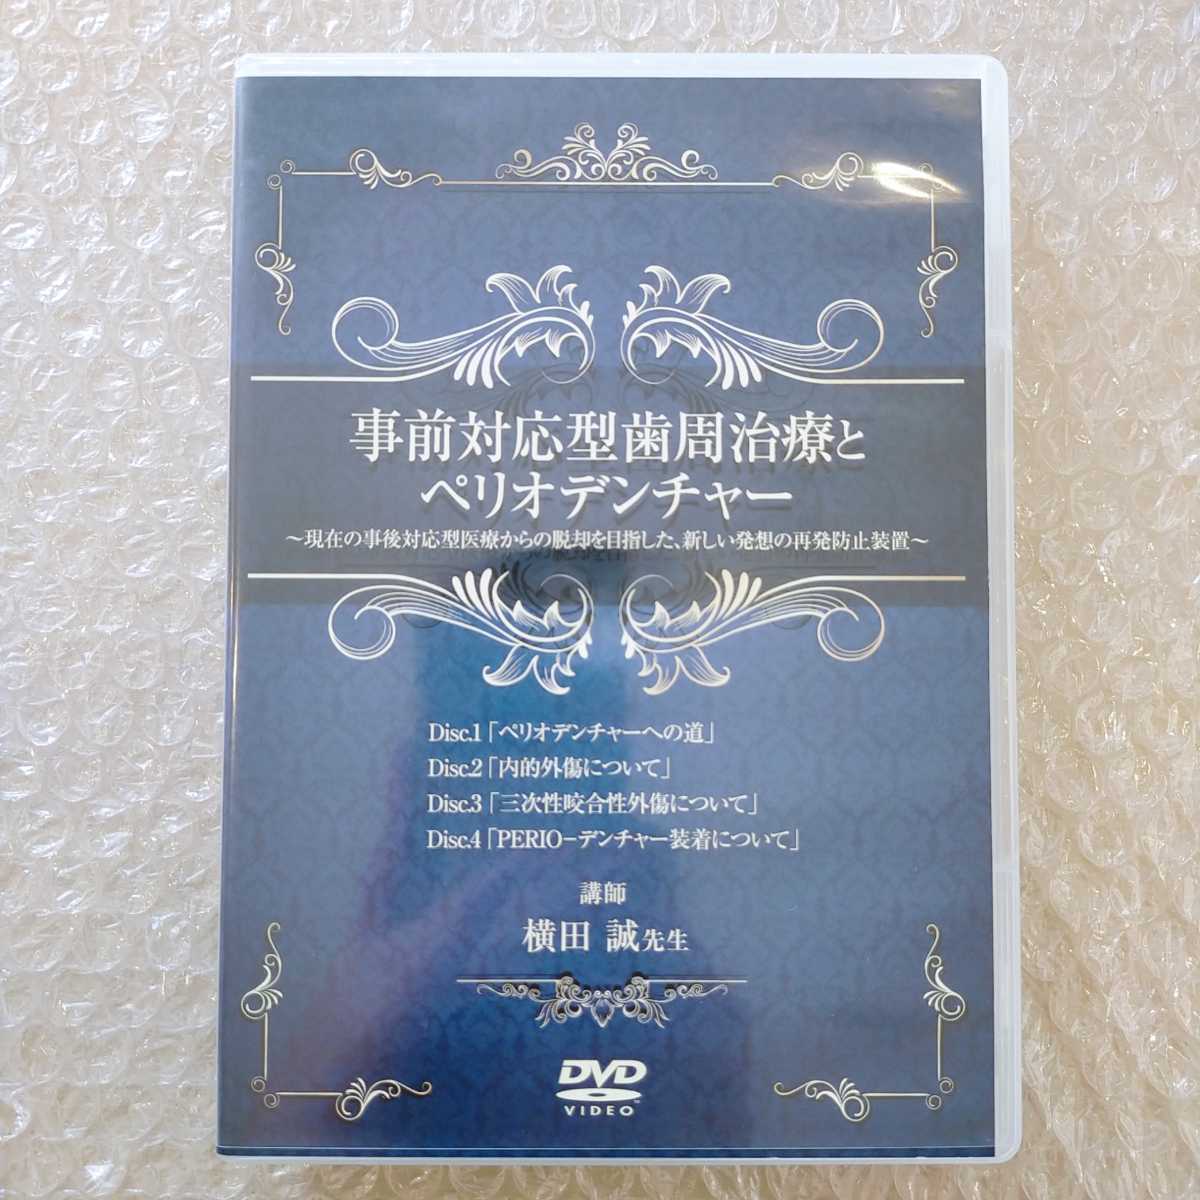 事前対応型歯周治療と
ペリオデンチャー
～現在の事後対応型医療からの脱却を目指した、新しい発想の再発防止装置～
Disc.1「ペリオデンチャーへの道」
Disc.2「内的外傷について」
Disc.3「三次性咬合性外傷について」
Disc.4「PERIO−デンチャー装着について」
講師
横田 誠先生
DVD
VIDEO